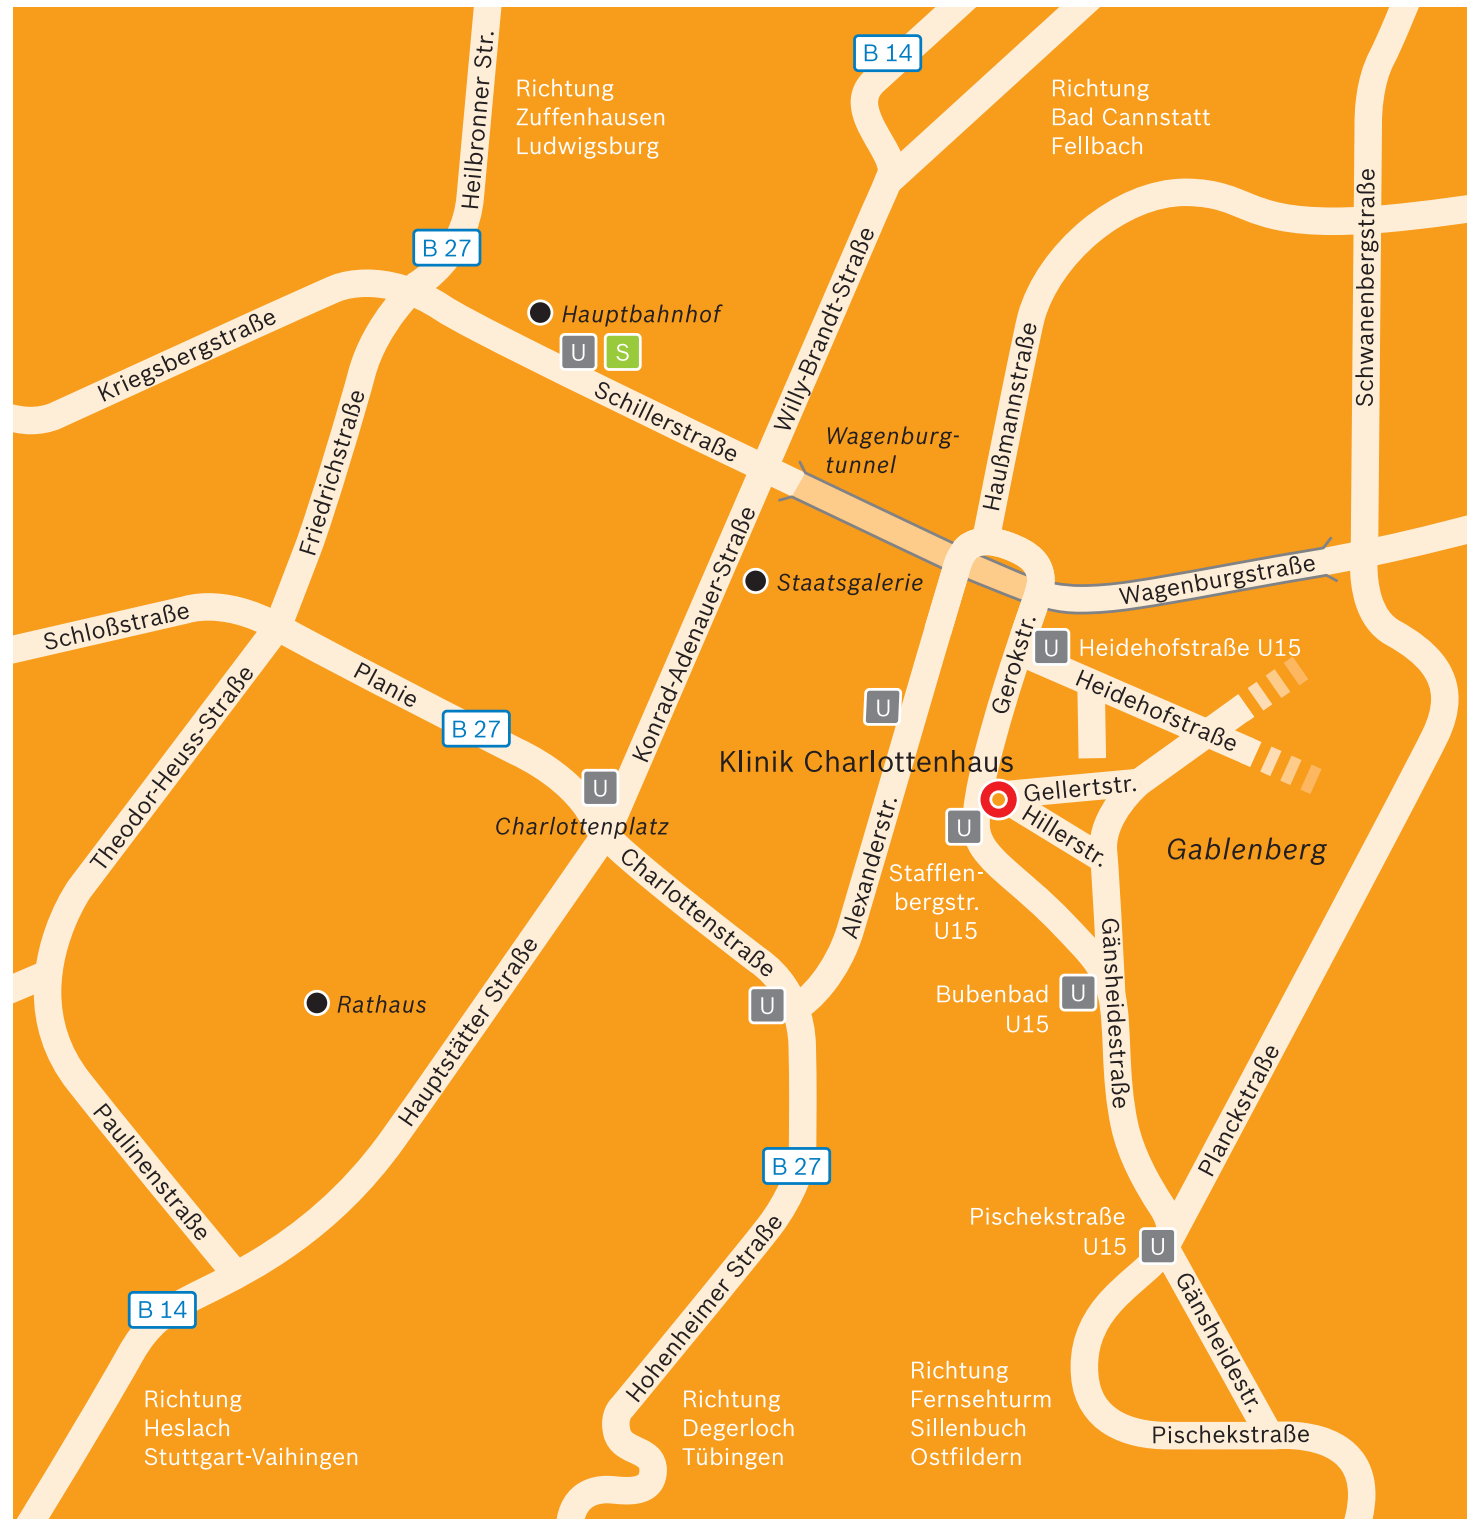 B 14
Heilbronner Str.
Richtung
Zuffenhausen
Ludwigsburg
Richtung
Bad Cannstatt
Fellbach
B 27
Schwanenbergstraße
Willy-Brandt-Straße
Hauptbahnhof
U
S
Kriegsbergstraße
Schillerstraße
Haußmannstraße
Wagenburg-
tunnel
Friedrichstraße
Konrad-Adenauer-Straße
Staatsgalerie
Wagenburgstraße
Schloßstraße
Planie
Gerokstr.
U
Heidehofstraße U15
Heidehofstraße
Theodor-Heuss-Straße
B 27
U
Klinik Charlottenhaus
U
Charlottenplatz
Gellertstr.
Hillerstr.
U
Stafflen-
bergstr.
U15
Gablenberg
Alexanderstr.
Charlottenstraße
Gänsheidestraße
Rathaus
U
Bubenbad
U15
U
Hauptstätter Straße
Paulinenstraße
Planckstraße
B 27
Pischekstraße
U15
U
Hohenheimer Straße
Gänsheidestr.
B 14
Richtung
Heslach
Stuttgart-Vaihingen
Richtung
Degerloch
Tübingen
Richtung
Fernsehturm
Sillenbuch
Ostfildern
Pischekstraße